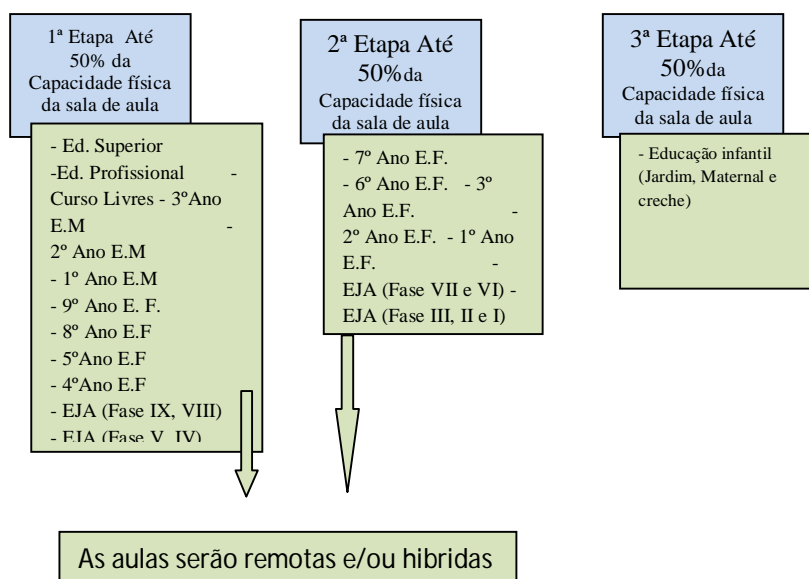 1ª Etapa Até
50% da
Capacidade física
da sala de aula
- Ed. Superior
-Ed. Profissional -
Curso Livres - 3ºAno
E.M -
2º Ano E.M
- 1º Ano E.M
- 9º Ano E. F.
- 8º Ano E.F
- 5ºAno E.F
- 4ºAno E.F
- EJA (Fase IX, VIII)
- EJA (Fase V, IV)
2ª Etapa Até
50%da
Capacidade física
da sala de aula
- 7º Ano E.F.
- 6º Ano E.F. - 3º
Ano E.F. -
2º Ano E.F. - 1º Ano
E.F. -
EJA (Fase VII e VI) -
EJA (Fase III, II e I)
3ª Etapa Até
50%da
Capacidade física
da sala de aula
- Educação infantil
(Jardim, Maternal e
creche)
As aulas serão remotas e/ou hibridas